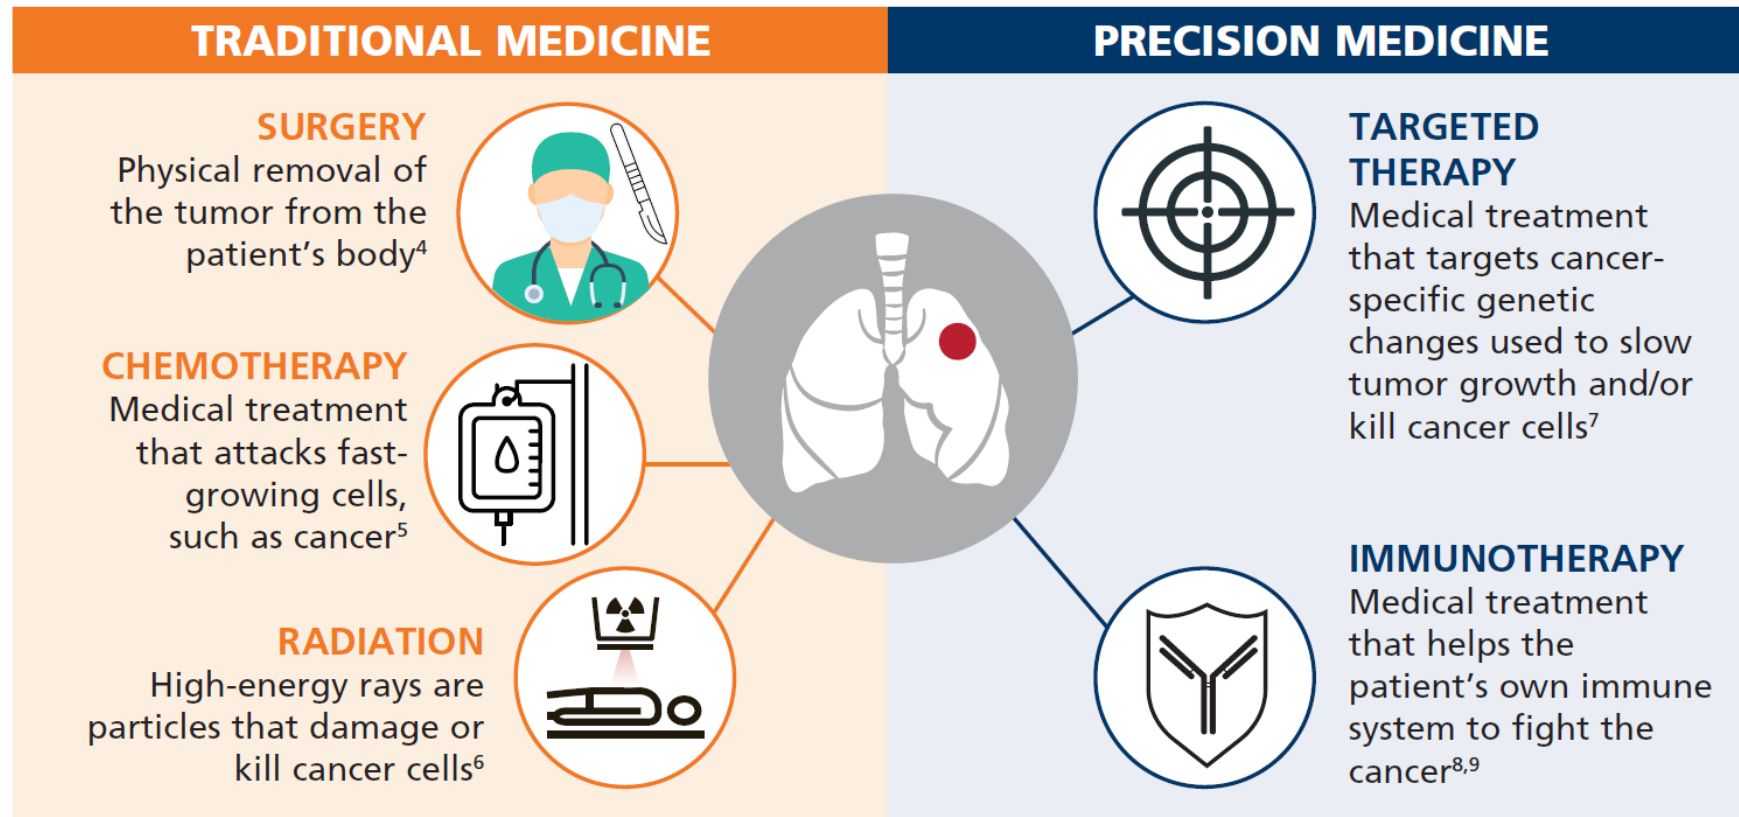 TRADITIONAL MEDICINE
SURGERY
Physical removal of
the tumor from the
patient’s body⁴
CHEMOTHERAPY
Medical treatment
that attacks fast-
growing cells,
such as cancer⁵
RADIATION
High-energy rays are
particles that damage or
kill cancer cells⁶
PRECISION MEDICINE
TARGETED
THERAPY
Medical treatment
that targets cancer-
specific genetic
changes used to slow
tumor growth and/or
kill cancer cells⁷
IMMUNOTHERAPY
Medical treatment
that helps the
patient’s own immune
system to fight the
cancer⁸,⁹